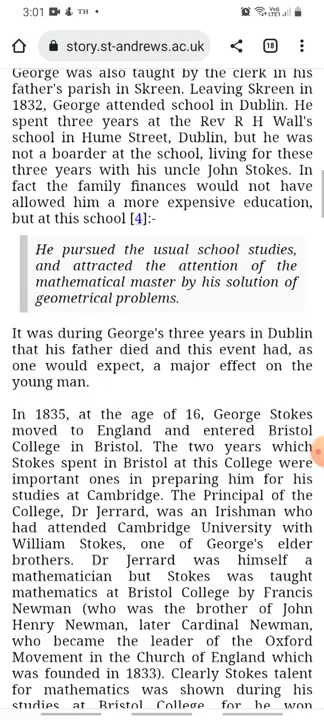 3:01 TH
story.st-andrews.ac.uk 18
George was also taught by the clerk in his
father's parish in Skreen. Leaving Skreen in
1832, George attended school in Dublin. He
spent three years at the Rev R H Wall's
school in Hume Street, Dublin, but he was
not a boarder at the school, living for these
three years with his uncle John Stokes. In
fact the family finances would not have
allowed him a more expensive education,
but at this school [4]:-
He pursued the usual school studies,
and attracted the attention of the
mathematical master by his solution of
geometrical problems.
It was during George's three years in Dublin
that his father died and this event had, as
one would expect, a major effect on the
young man.
In 1835, at the age of 16, George Stokes
moved to England and entered Bristol
College in Bristol. The two years which
Stokes spent in Bristol at this College were
important ones in preparing him for his
studies at Cambridge. The Principal of the
College, Dr Jerrard, was an Irishman who
had attended Cambridge University with
William Stokes, one of George's elder
brothers. Dr Jerrard was himself a
mathematician but Stokes was taught
mathematics at Bristol College by Francis
Newman (who was the brother of John
Henry Newman, later Cardinal Newman,
who became the leader of the Oxford
Movement in the Church of England which
was founded in 1833). Clearly Stokes talent
for mathematics was shown during his
studies at Bristol College, for he won